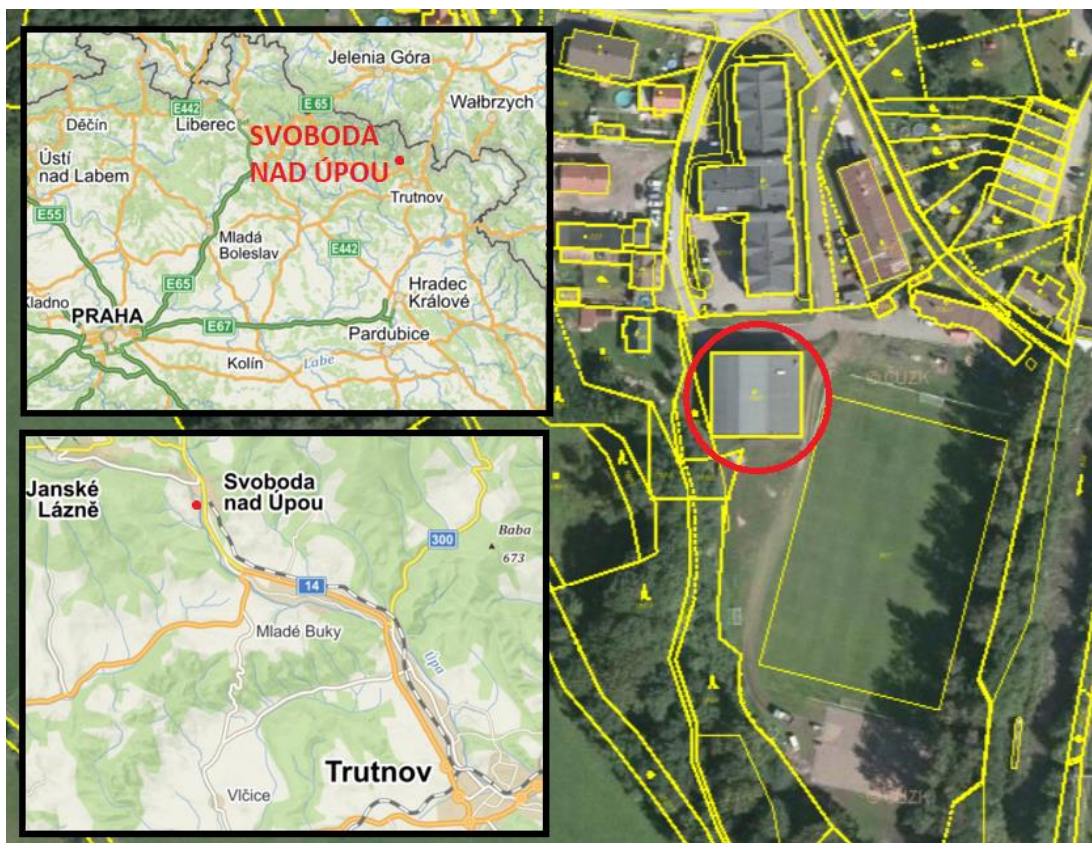 Jelenia Góra
E 65
E442
Wałbrzych
Děčín
Liberec
SVOBODA
NAD ÚPOU
Ústí
nad Labem
Trutnov
E55
Mladá
Boleslav
E442
E65
Hradec
Králové
Kladno
PRAHA
E67
Pardubice
Kolín
Labe
Janské
Lázně
Svoboda
nad Úpou
300
Baba
673
14
Mladé Buky
Úpa
Trutnov
Vlčice
© ČÚZK
© ČÚZK